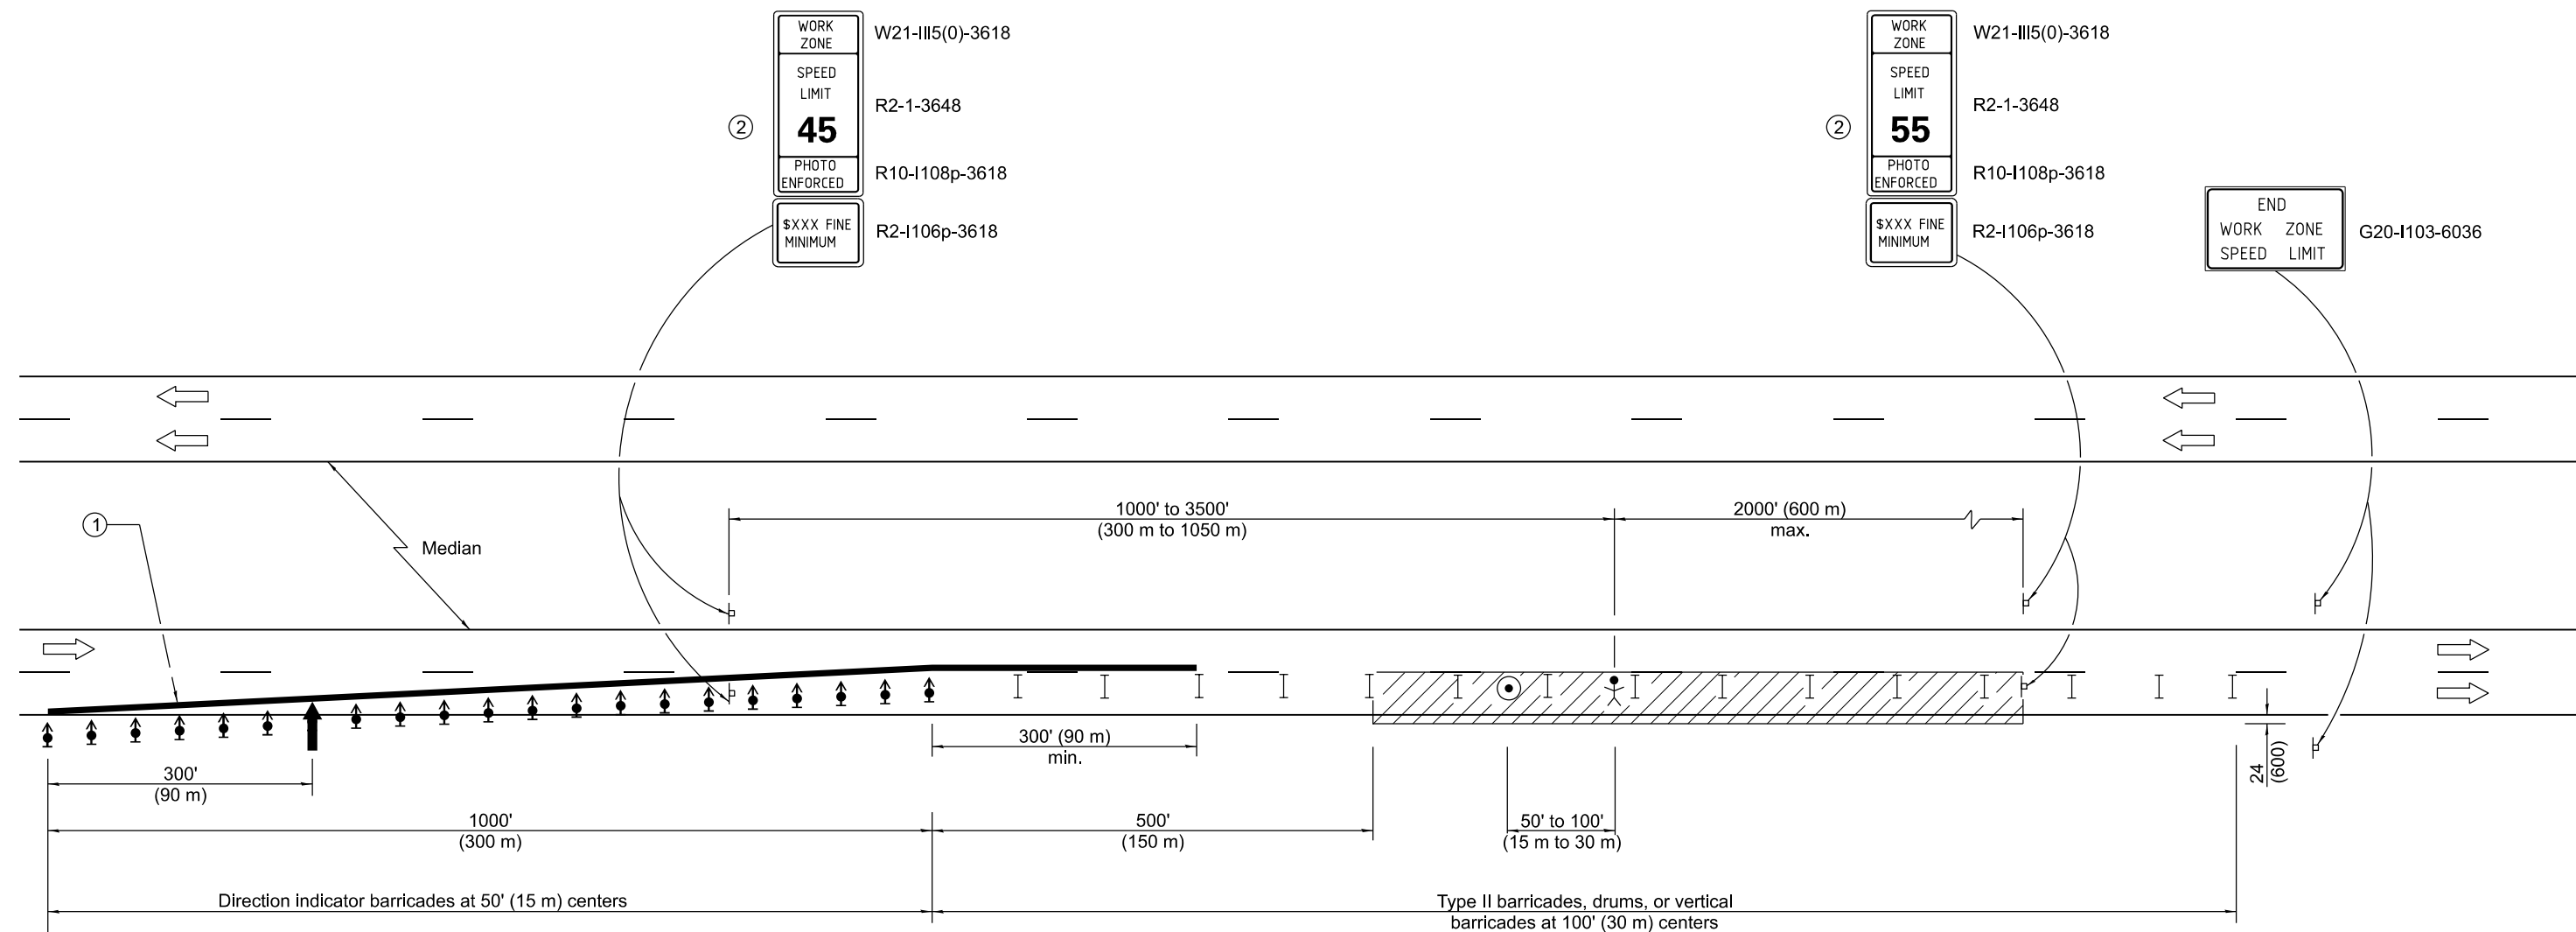 WORK
ZONE
SPEED
LIMIT
45
PHOTO
ENFORCED
$XXX FINE
MINIMUM
W21-III5(0)-3618
R2-1-3648
R10-I108p-3618
R2-I106p-3618
2
WORK
ZONE
SPEED
LIMIT
55
PHOTO
ENFORCED
$XXX FINE
MINIMUM
W21-III5(0)-3618
R2-1-3648
R10-I108p-3618
R2-I106p-3618
2
END
WORK ZONE
SPEED LIMIT
G20-I103-6036
1
Median
1000' to 3500'
(300 m to 1050 m)
2000' (600 m)
max.
300'
(90 m)
300' (90 m)
min.
24
(600)
1000'
(300 m)
500'
(150 m)
50' to 100'
(15 m to 30 m)
Direction indicator barricades at 50' (15 m) centers
Type II barricades, drums, or vertical
barricades at 100' (30 m) centers